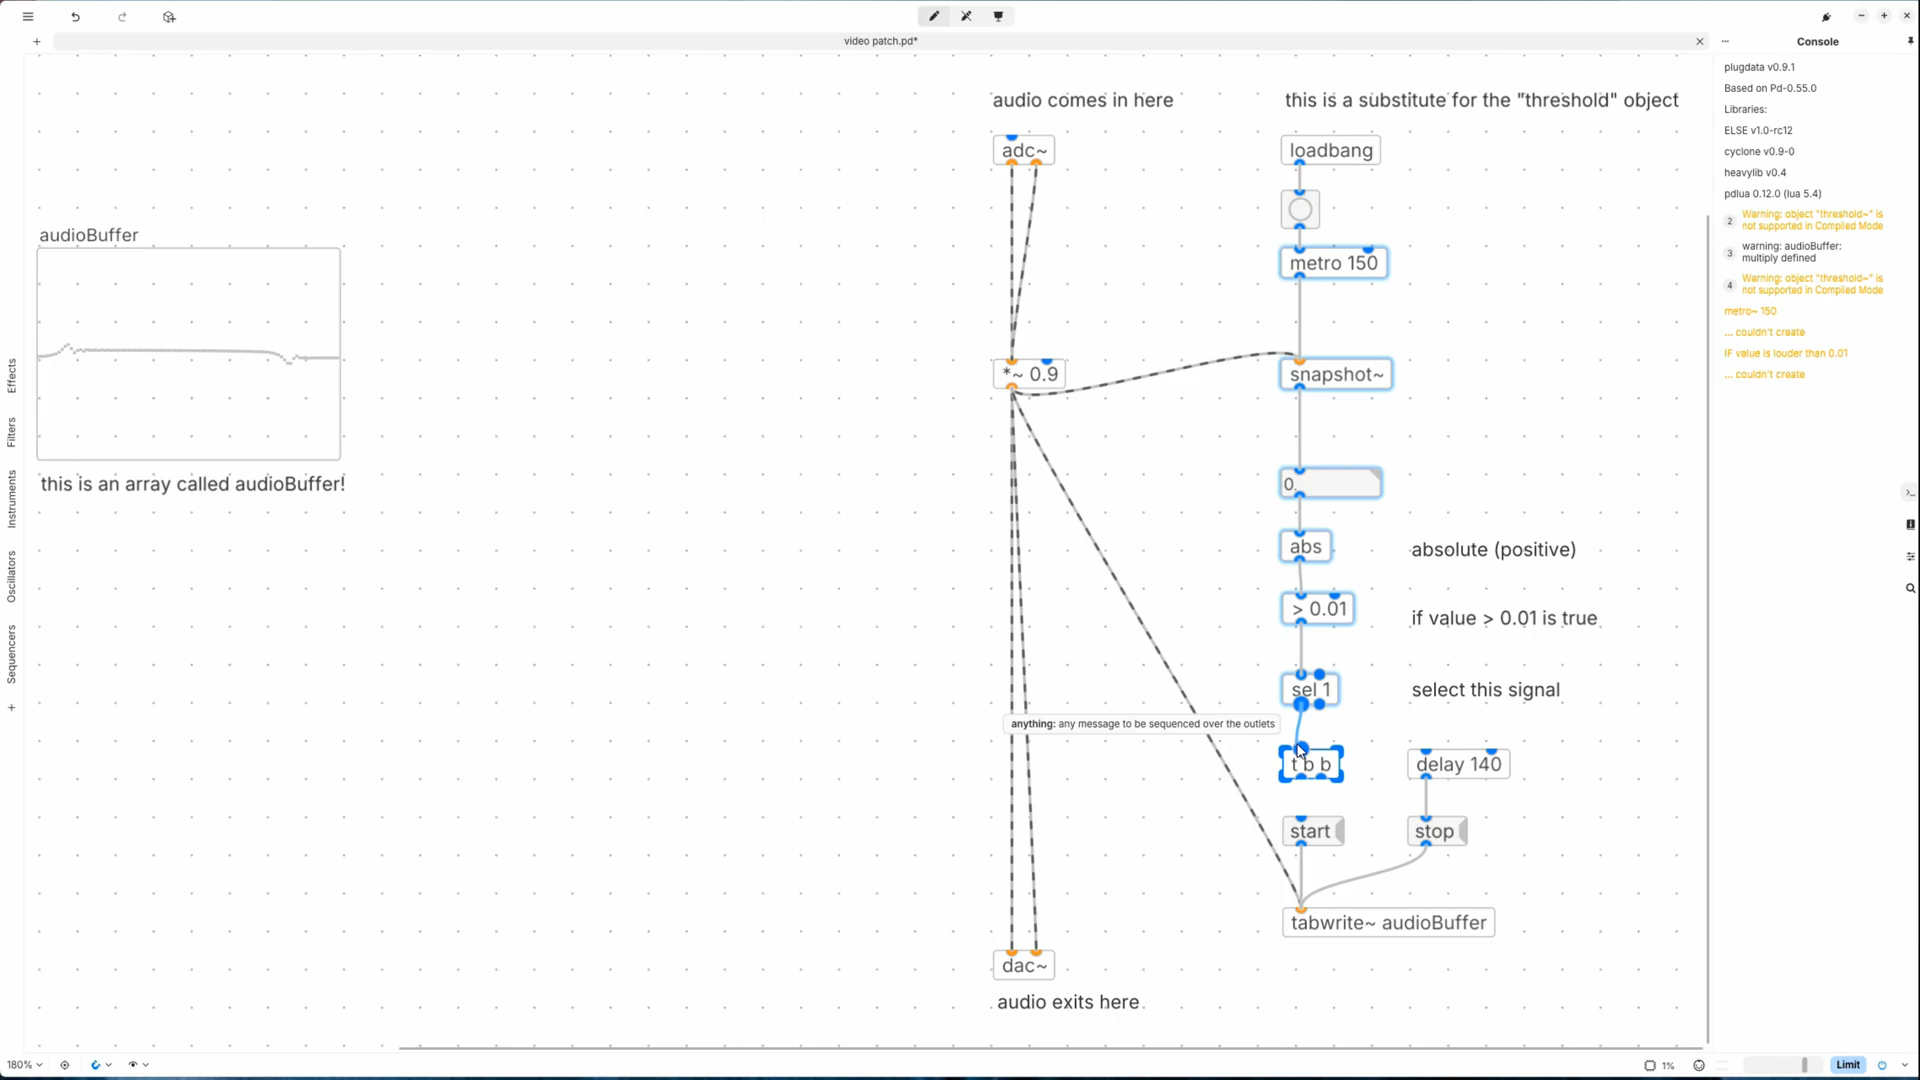 video patch.pd*
Console
audio comes in here
this is a substitute for the "threshold" object
adc~
loadbang
metro 150
audioBuffer
*~ 0.9
snapshot~
0.
this is an array called audioBuffer!
abs
absolute (positive)
> 0.01
if value > 0.01 is true
sel 1
select this signal
anything: any message to be sequenced over the outlets
t b b
delay 140
start
stop
tabwrite~ audioBuffer
dac~
audio exits here
Effects
Filters
Instruments
Oscillators
Sequencers
plugdata v0.9.1
Based on Pd-0.55.0
Libraries:
ELSE v1.0-rc12
cyclone v0.9-0
heavylib v0.4
pdlua 0.12.0 (lua 5.4)
2 Warning: object "threshold~" is
not supported in Compiled Mode
3 warning: audioBuffer:
multiply defined
4 Warning: object "threshold~" is
not supported in Compiled Mode
metro~ 150
... couldn't create
IF value is louder than 0.01
... couldn't create
180%
1%
Limit